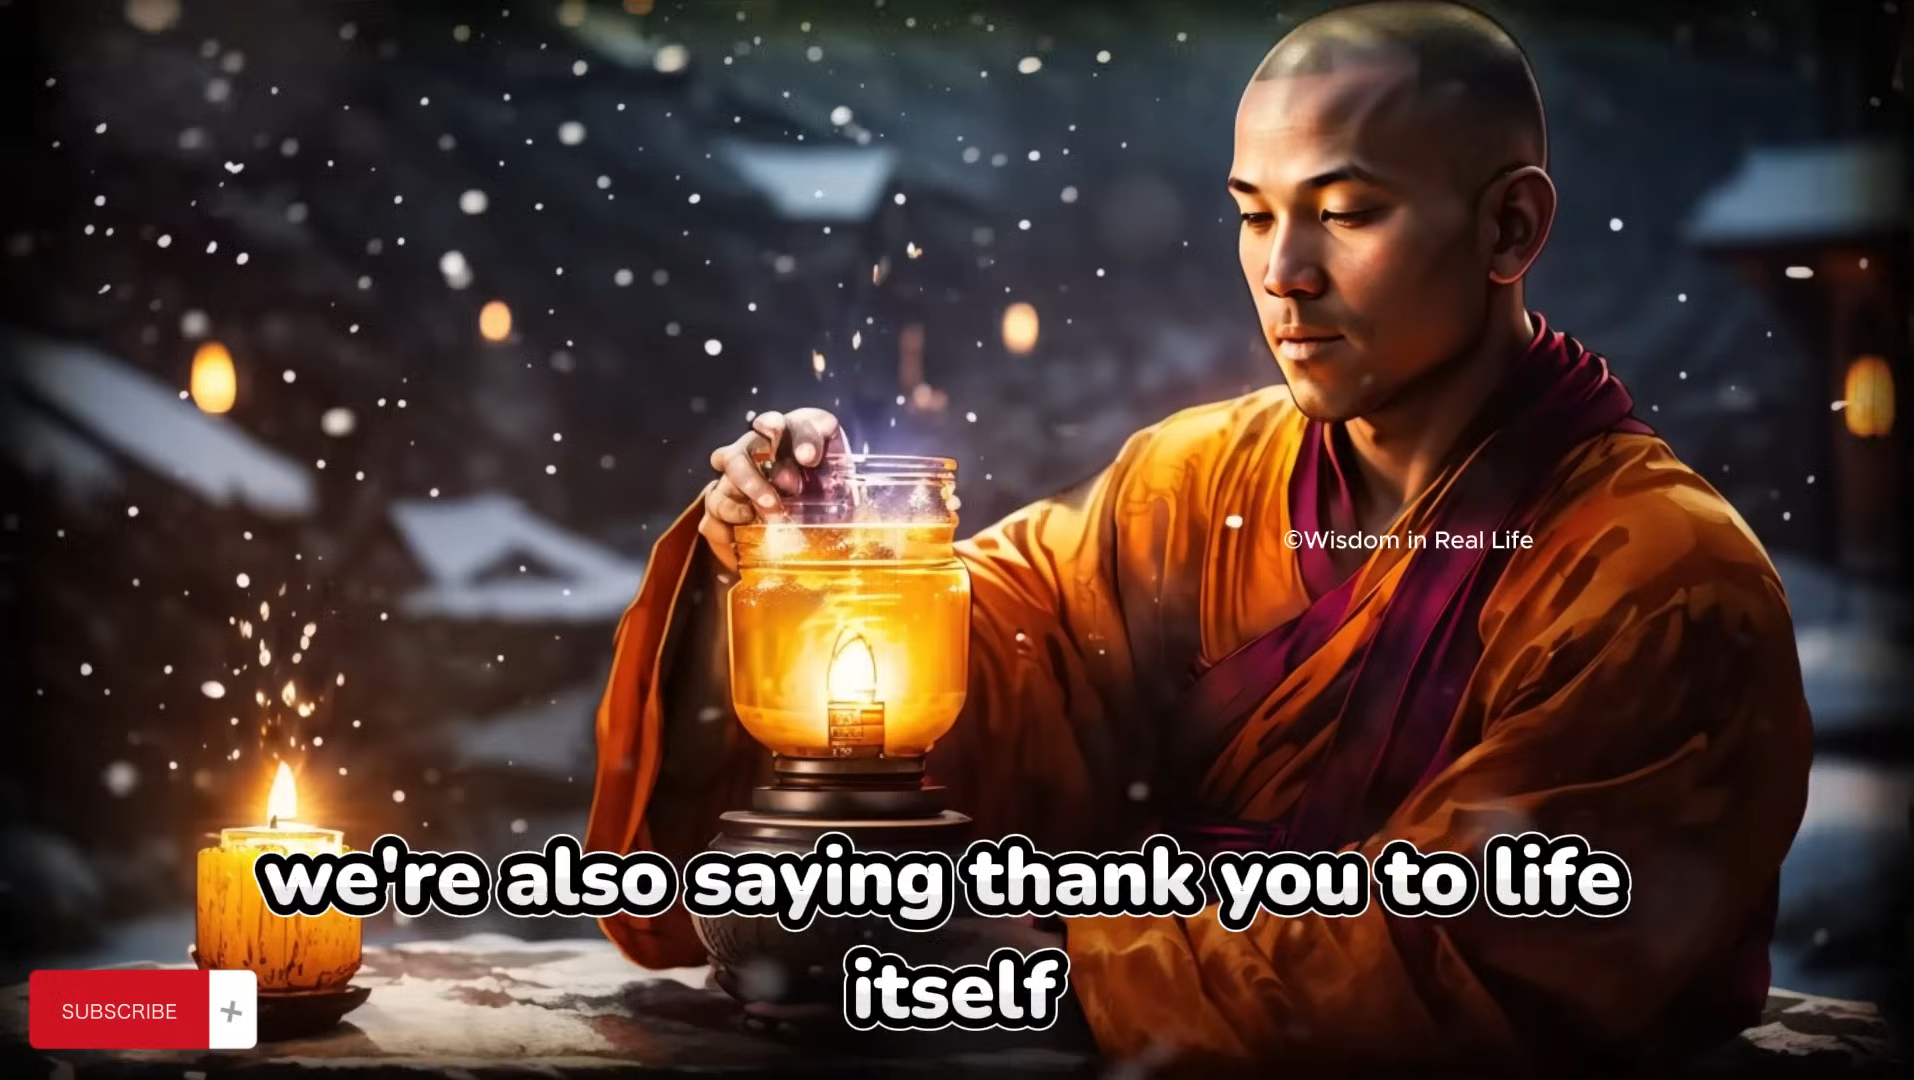 ©Wisdom in Real Life
we're also saying thank you to life
itself
SUBSCRIBE +